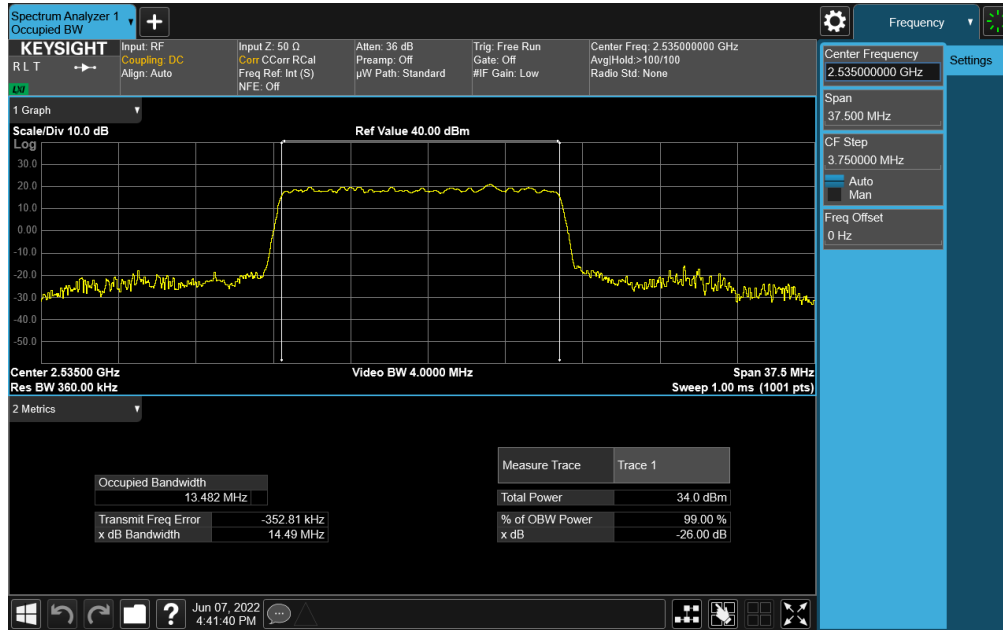 Spectrum Analyzer 1
Occupied BW
Frequency
KEYSIGHT
R L T
LXI
Input: RF
Coupling: DC
Align: Auto
Input Z: 50 Ω
Corr CCorr RCal
Freq Ref: Int (S)
NFE: Off
Atten: 36 dB
Preamp: Off
µW Path: Standard
Trig: Free Run
Gate: Off
#IF Gain: Low
Center Freq: 2.535000000 GHz
Avg|Hold:>100/100
Radio Std: None
Center Frequency
2.535000000 GHz
Settings
Span
37.500 MHz
CF Step
3.750000 MHz
Auto
Man
Freq Offset
0 Hz
1 Graph
Scale/Div 10.0 dB
Ref Value 40.00 dBm
Log
30.0
20.0
10.0
0.00
-10.0
-20.0
-30.0
-40.0
-50.0
Center 2.53500 GHz
Video BW 4.0000 MHz
Span 37.5 MHz
Res BW 360.00 kHz
Sweep 1.00 ms (1001 pts)
2 Metrics
Measure Trace Trace 1
Occupied Bandwidth
13.482 MHz
Total Power 34.0 dBm
Transmit Freq Error -352.81 kHz
% of OBW Power 99.00 %
x dB Bandwidth 14.49 MHz
x dB -26.00 dB
?
Jun 07, 2022
4:41:40 PM